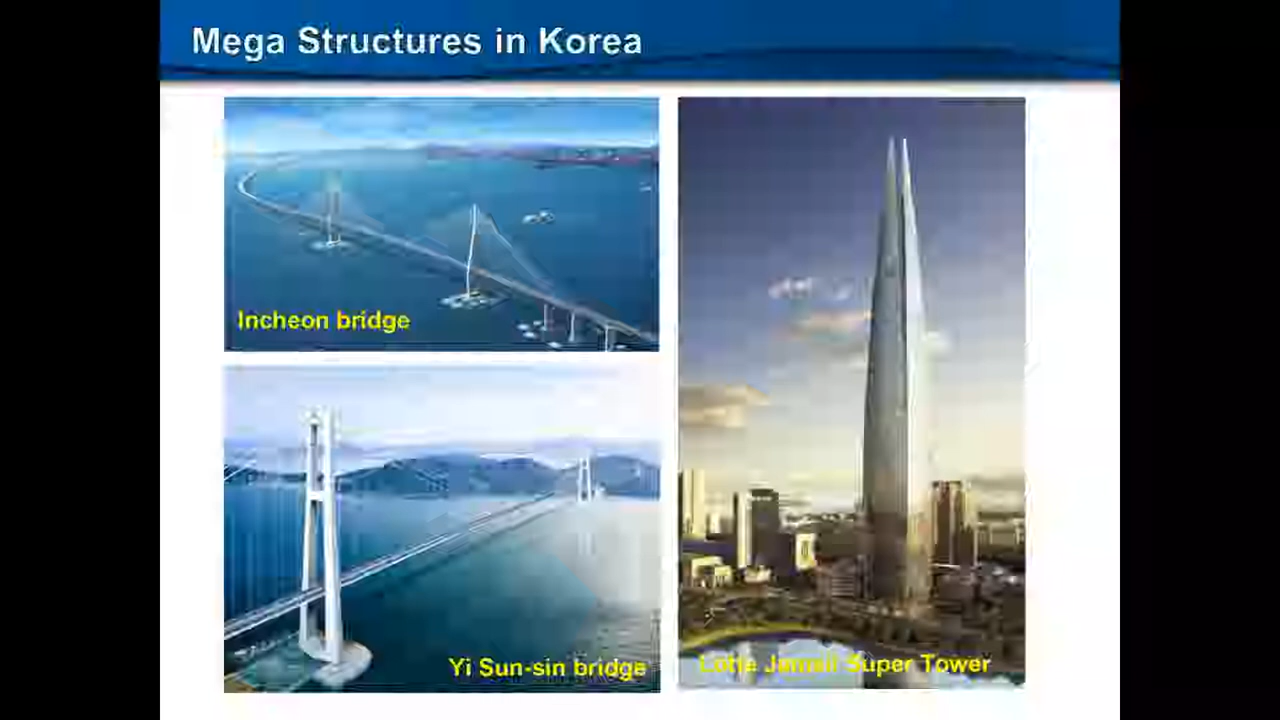 Mega Structures in Korea
Incheon bridge
Yi Sun-sin bridge
Lotte Jamsil Super Tower